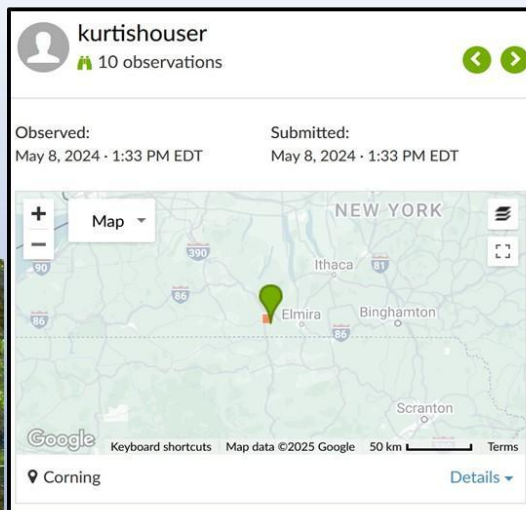 kurtishouser
10 observations
Observed:
Submitted:
May 8, 2024 · 1:33 PM EDT
May 8, 2024 · 1:33 PM EDT
+
Map
NEW YORK
−
390
90
Ithaca
81
86
86
Elmira
Binghamton
86
Scranton
Google
Keyboard shortcuts
Map data ©2025 Google
50 km
Terms
Corning
Details